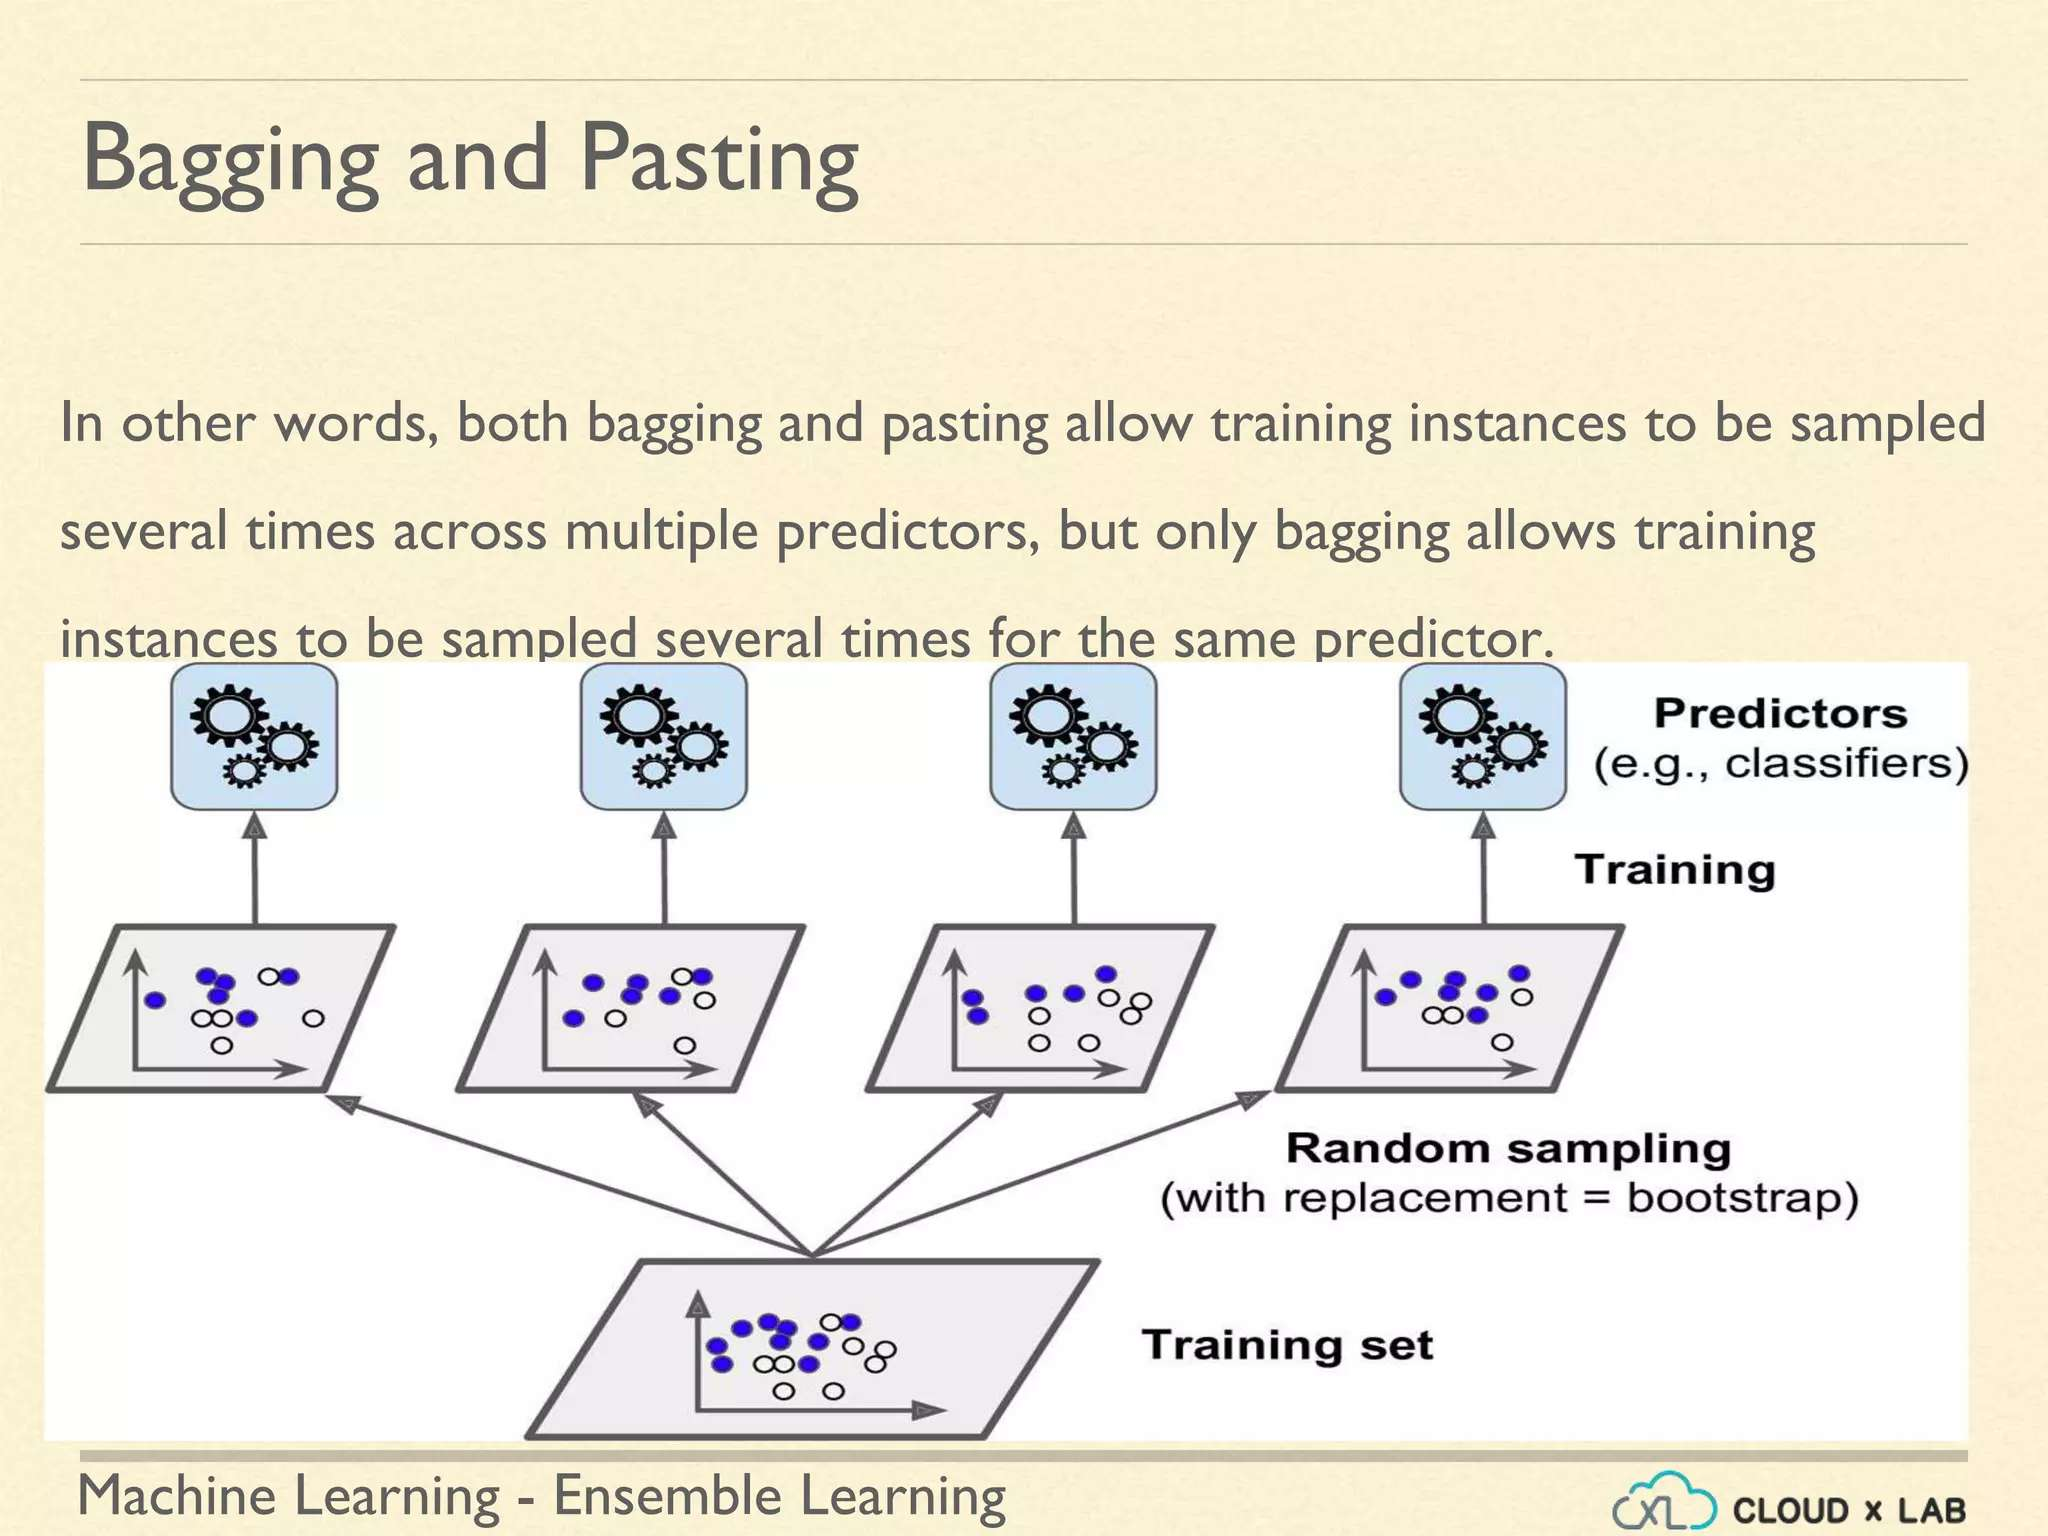 Bagging and Pasting
In other words, both bagging and pasting allow training instances to be sampled
several times across multiple predictors, but only bagging allows training
instances to be sampled several times for the same predictor.
Predictors
(e.g., classifiers)
Training
Random sampling
(with replacement = bootstrap)
Training set
Machine Learning - Ensemble Learning
XL CLOUD x LAB